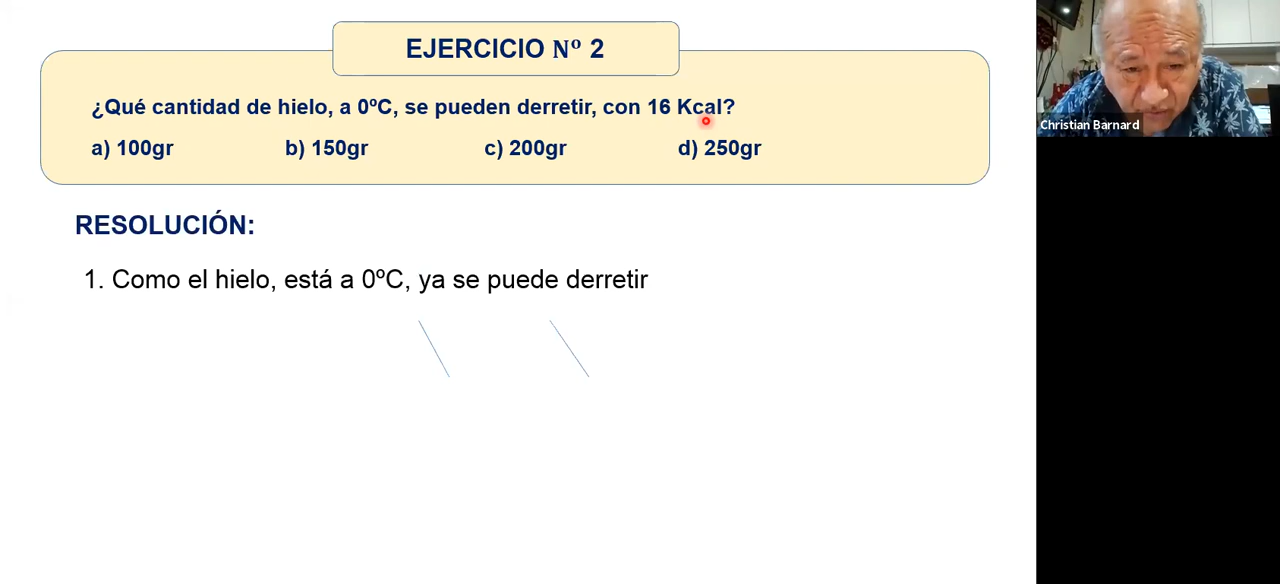 EJERCICIO Nº 2
¿Qué cantidad de hielo, a 0ºC, se pueden derretir, con 16 Kcal?
a) 100gr b) 150gr c) 200gr d) 250gr
RESOLUCIÓN:
1. Como el hielo, está a 0ºC, ya se puede derretir
Christian Barnard